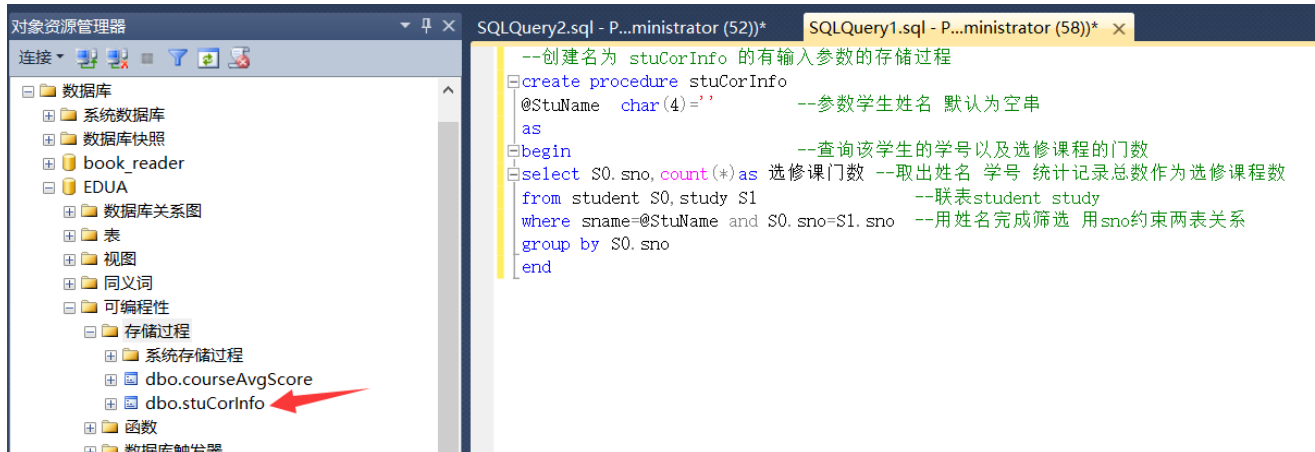 对象资源管理器
连接
数据库
系统数据库
数据库快照
book_reader
EDUA
数据库关系图
表
视图
同义词
可编程性
存储过程
系统存储过程
dbo.courseAvgScore
dbo.stuCorInfo
函数
数据库触发器
SQLQuery2.sql - P...ministrator (52))*
SQLQuery1.sql - P...ministrator (58))*
--创建名为 stuCorInfo 的有输入参数的存储过程
create procedure stuCorInfo
@StuName char(4)='' --参数学生姓名 默认为空串
as
begin --查询该学生的学号以及选修课程的门数
select S0.sno,count(*)as 选修课门数 --取出姓名 学号 统计记录总数作为选修课程数
from student S0,study S1 --联表student study
where sname=@StuName and S0.sno=S1.sno --用姓名完成筛选 用sno约束两表关系
group by S0.sno
end